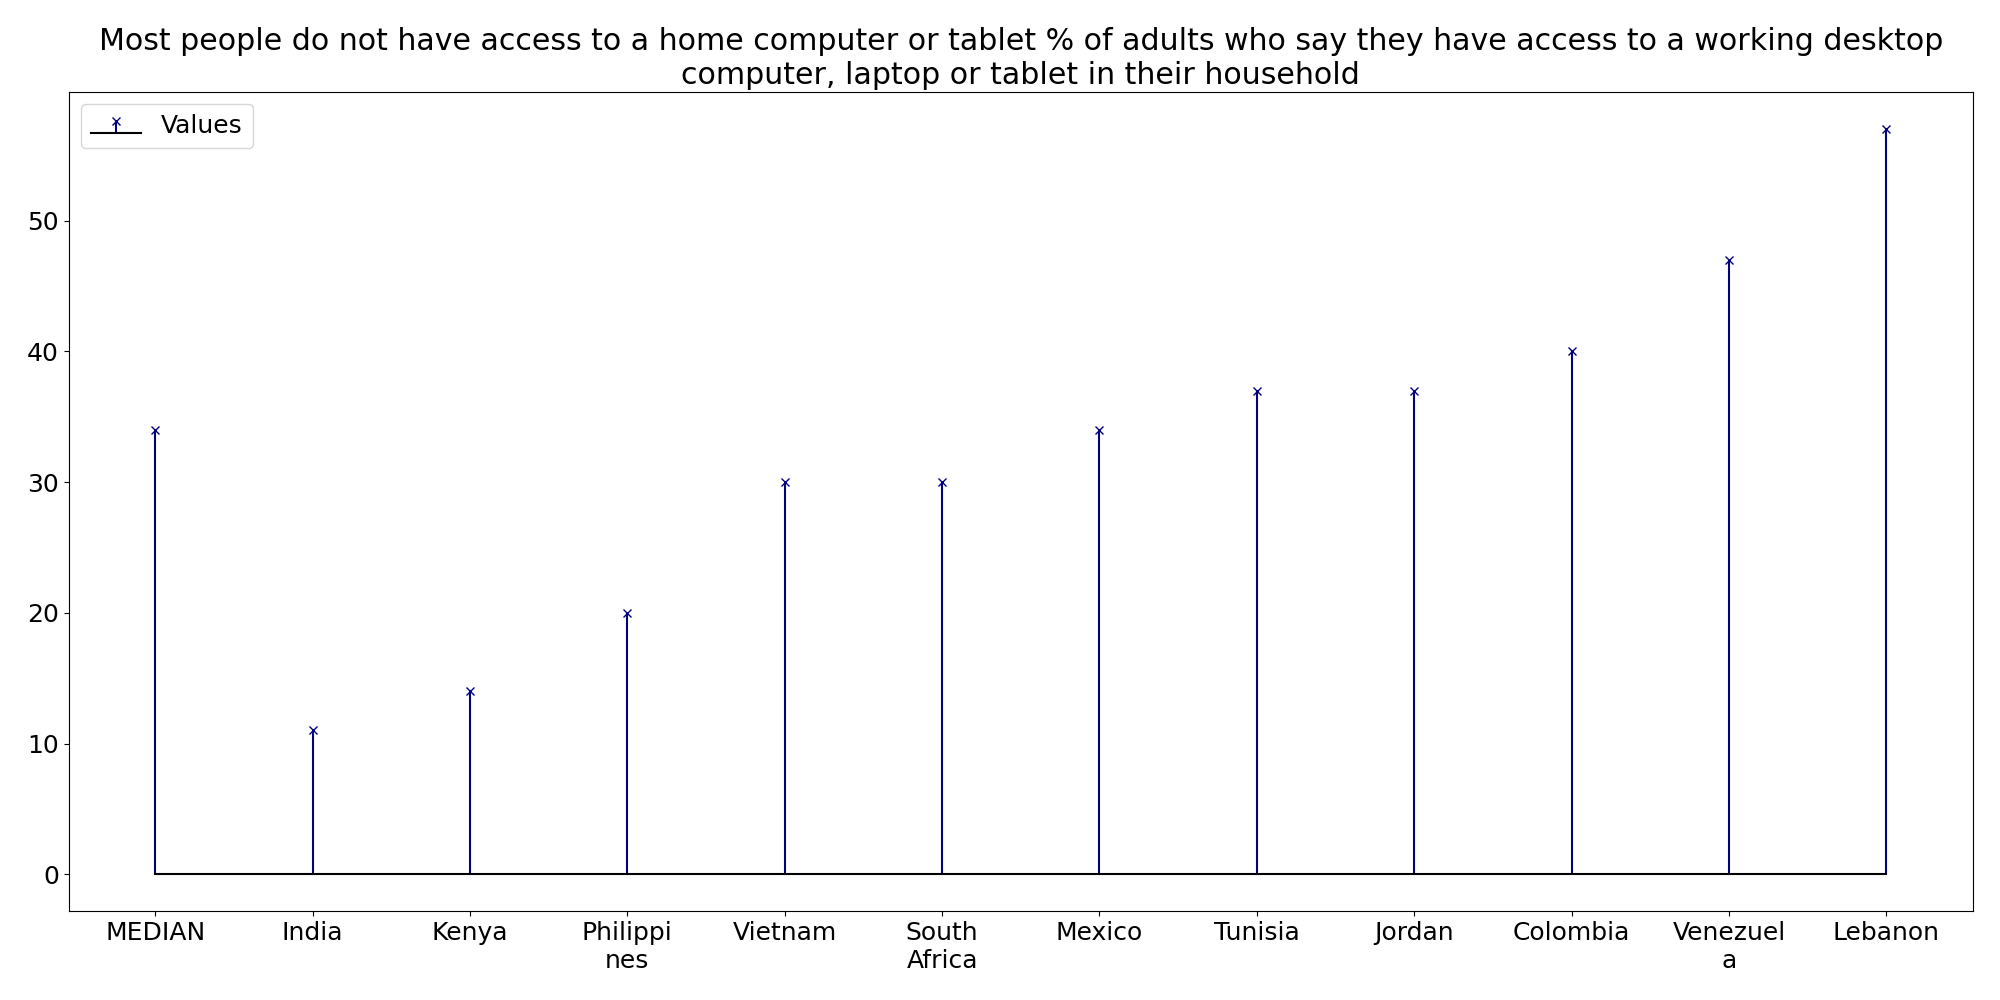 Most people do not have access to a home computer or tablet % of adults who say they have access to a working desktop
computer, laptop or tablet in their household
Values
50
40
30
20
10
0
MEDIAN India Kenya Philippi Vietnam South Mexico Tunisia Jordan Colombia Venezuel Lebanon
nes Africa a